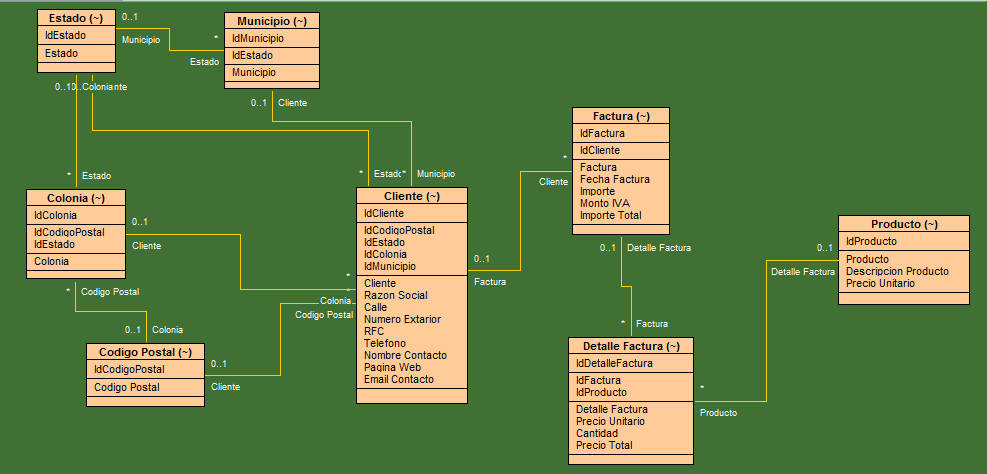 Estado (~)
IdEstado
Estado
0..1
Municipio
*
Estado
Municipio (~)
IdMunicipio
IdEstado
Municipio
0..1
Cliente
*
Municipio
*
Estado
*
Estado
Colonia (~)
IdColonia
IdCodigoPostal
IdEstado
Colonia
0..1
Cliente
*
Colonia
*
Codigo Postal
0..1
Colonia
Codigo Postal (~)
IdCodigoPostal
Codigo Postal
0..1
Cliente
*
Codigo Postal
Cliente (~)
IdCliente
IdCodigoPostal
IdEstado
IdColonia
IdMunicipio
Cliente
Razon Social
Calle
Numero Extarior
RFC
Telefono
Nombre Contacto
Pagina Web
Email Contacto
0..1
Factura
*
Cliente
Factura (~)
IdFactura
IdCliente
Factura
Fecha Factura
Importe
Monto IVA
Importe Total
0..1
Detalle Factura
*
Factura
Detalle Factura (~)
IdDetalleFactura
IdFactura
IdProducto
Detalle Factura
Precio Unitario
Cantidad
Precio Total
*
Producto
0..1
Detalle Factura
Producto (~)
IdProducto
Producto
Descripcion Producto
Precio Unitario